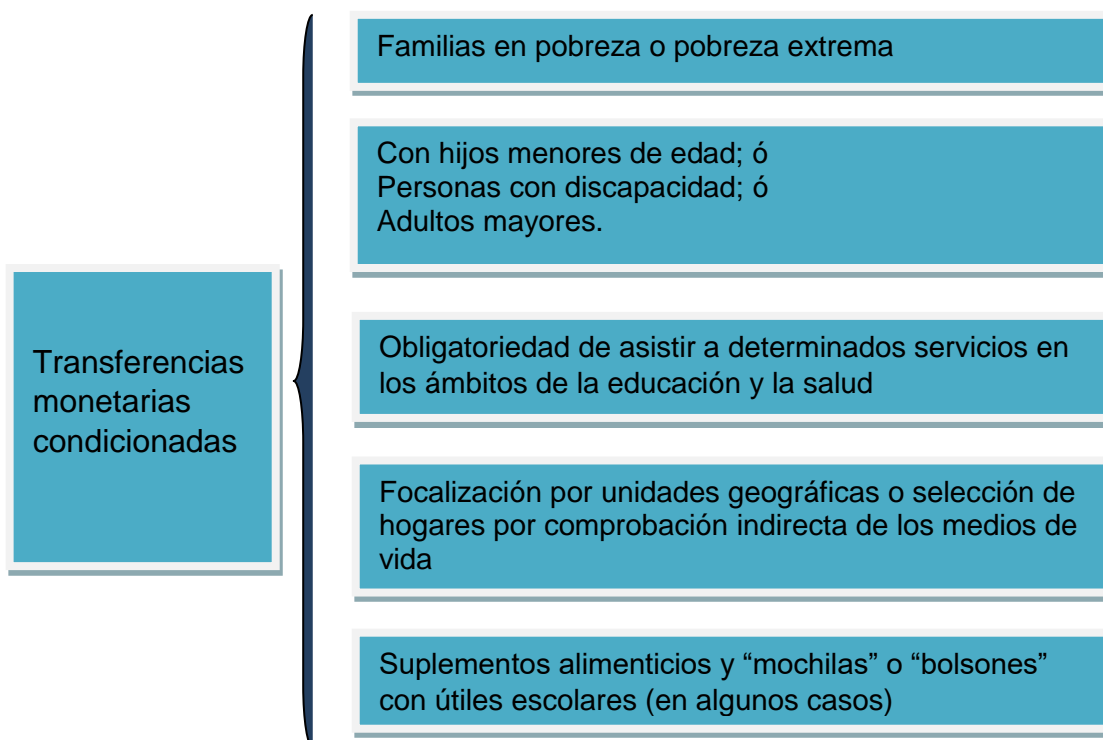 Familias en pobreza o pobreza extrema
Con hijos menores de edad; ó
Personas con discapacidad; ó
Adultos mayores.
Transferencias
monetarias
condicionadas
Obligatoriedad de asistir a determinados servicios en
los ámbitos de la educación y la salud
Focalización por unidades geográficas o selección de
hogares por comprobación indirecta de los medios de
vida
Suplementos alimenticios y “mochilas” o “bolsones”
con útiles escolares (en algunos casos)